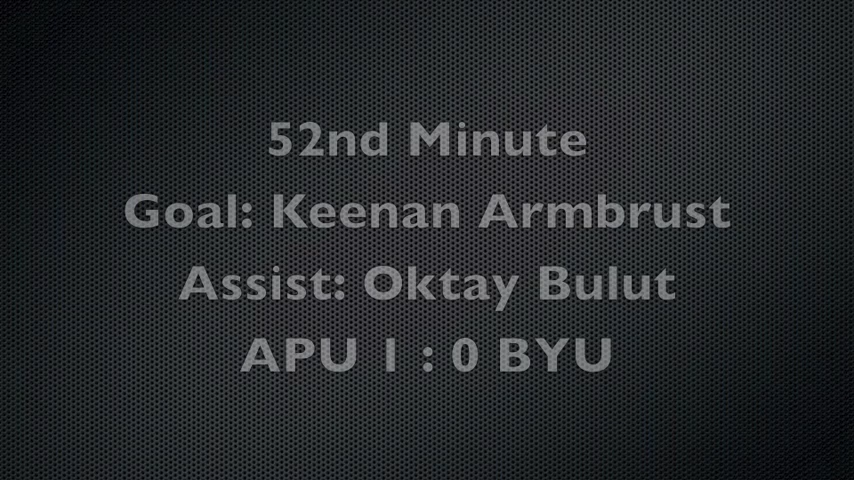 52nd Minute
Goal: Keenan Armbrust
Assist: Oktay Bulut
APU 1 : 0 BYU